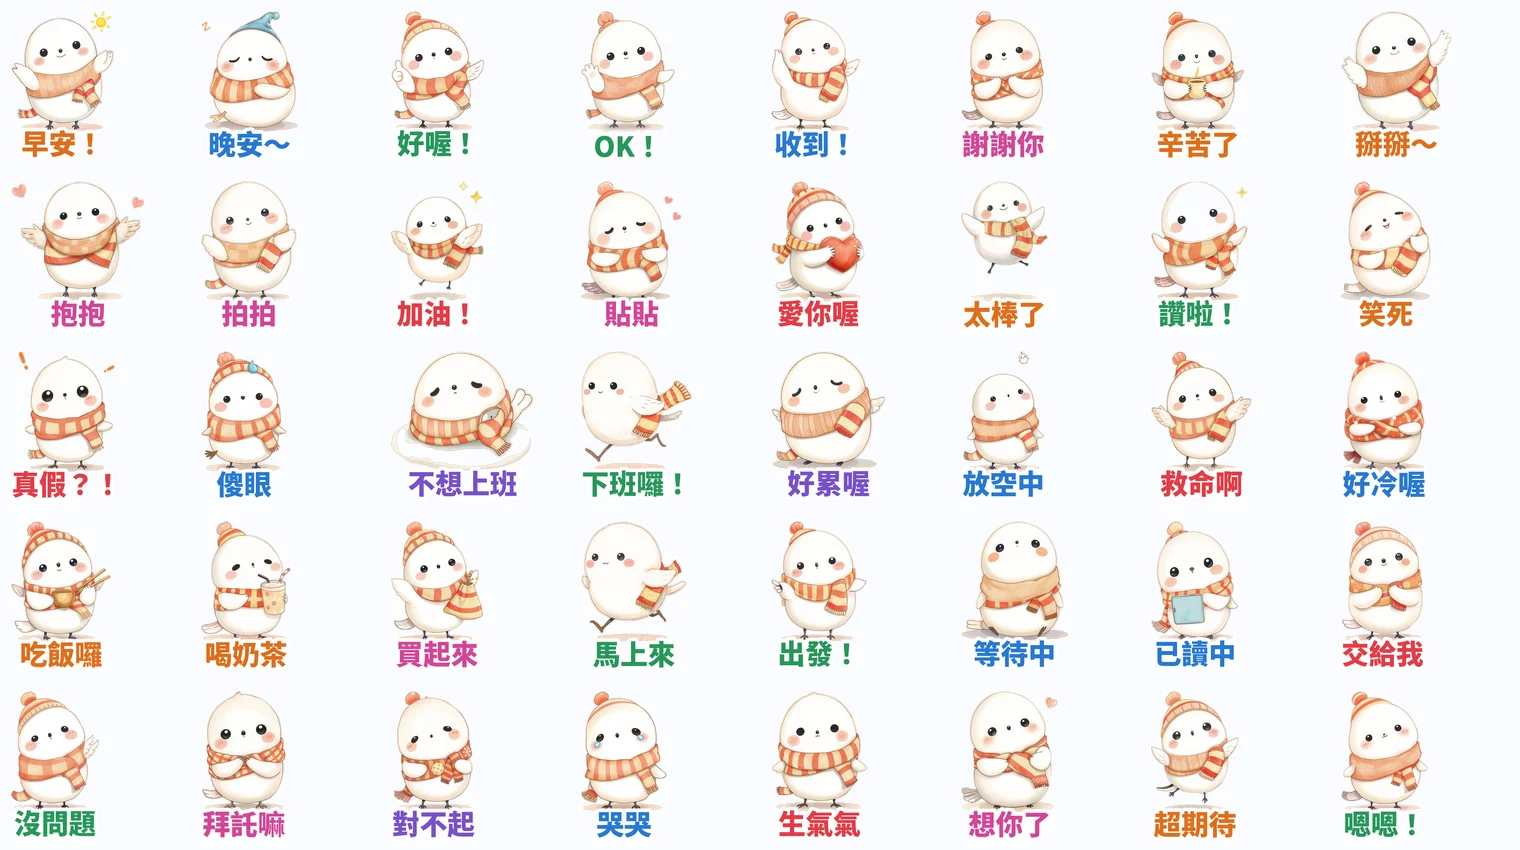 早安！
晚安～
好喔！
OK！
收到！
謝謝你
辛苦了
掰掰～
抱抱
拍拍
加油！
貼貼
愛你喔
太棒了
讚啦！
笑死
真假？！
傻眼
不想上班
下班囉！
好累喔
放空中
救命啊
好冷喔
吃飯囉
喝奶茶
買起來
馬上來
出發！
等待中
已讀中
交給我
沒問題
拜託嘛
對不起
哭哭
生氣氣
想你了
超期待
嗯嗯！